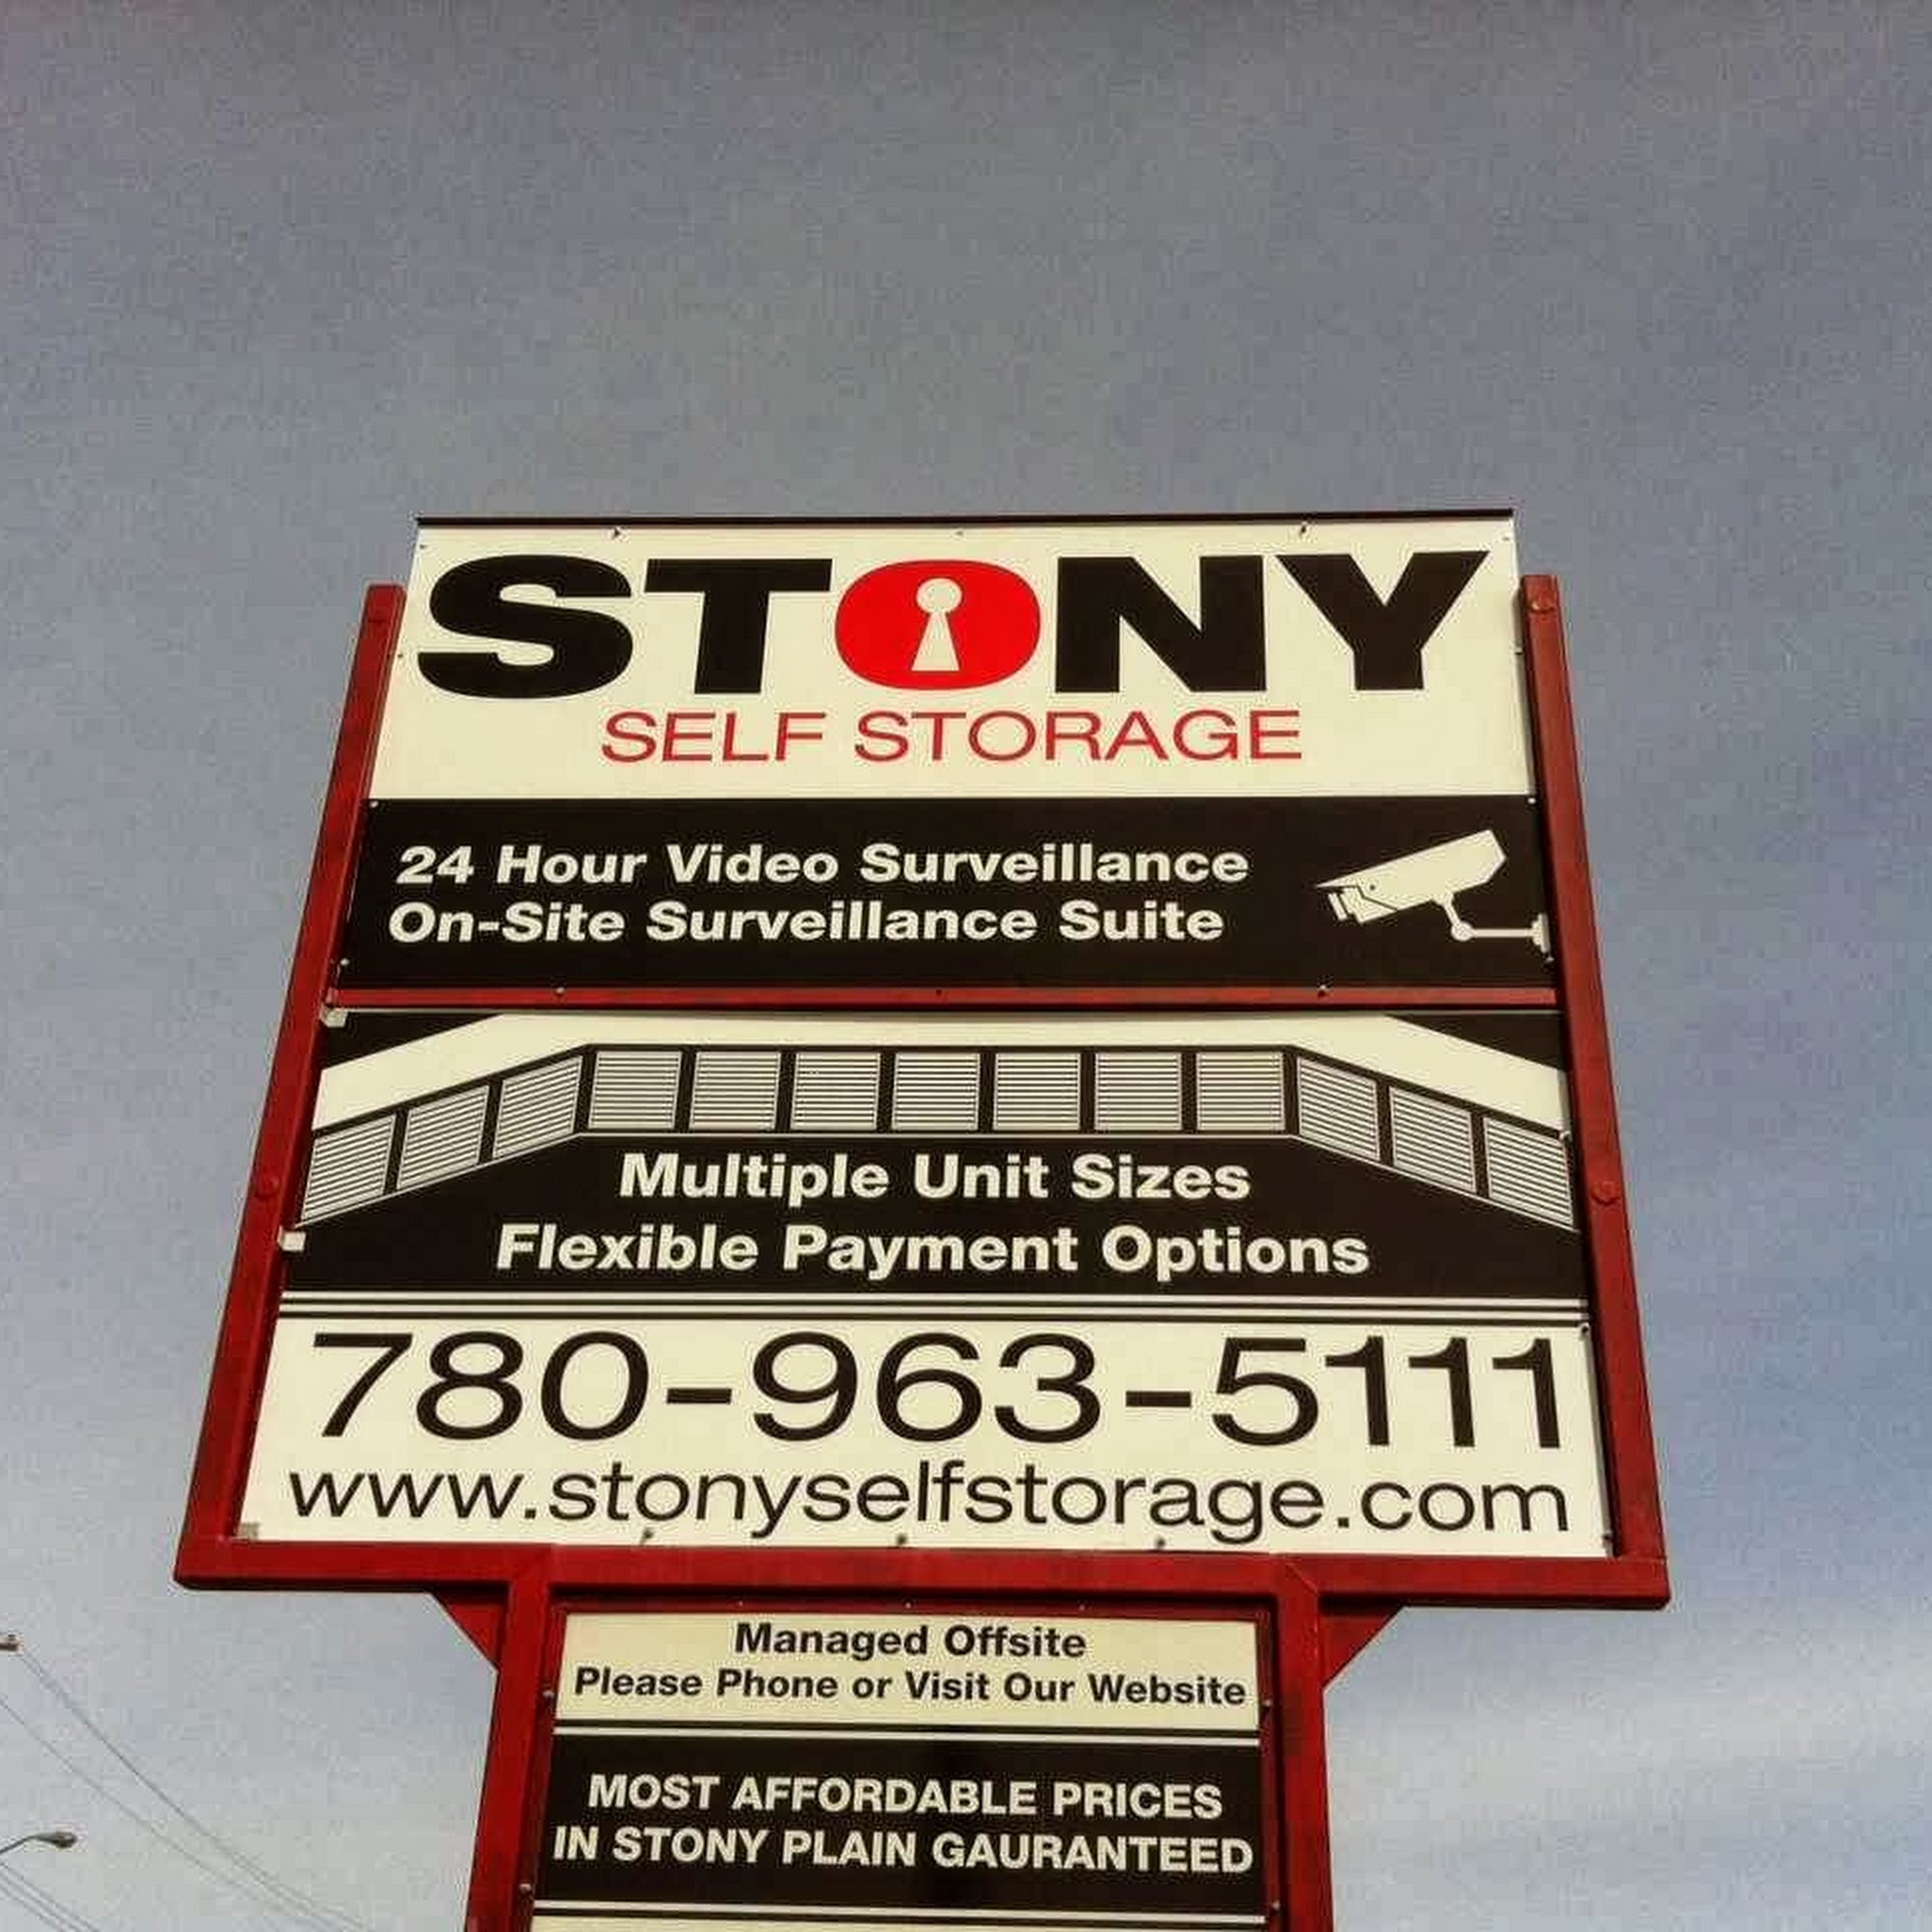 STONY
SELF STORAGE
24 Hour Video Surveillance
On-Site Surveillance Suite
Multiple Unit Sizes
Flexible Payment Options
780-963-5111
www.stonyselfstorage.com
Managed Offsite
Please Phone or Visit Our Website
MOST AFFORDABLE PRICES
IN STONY PLAIN GAURANTEED